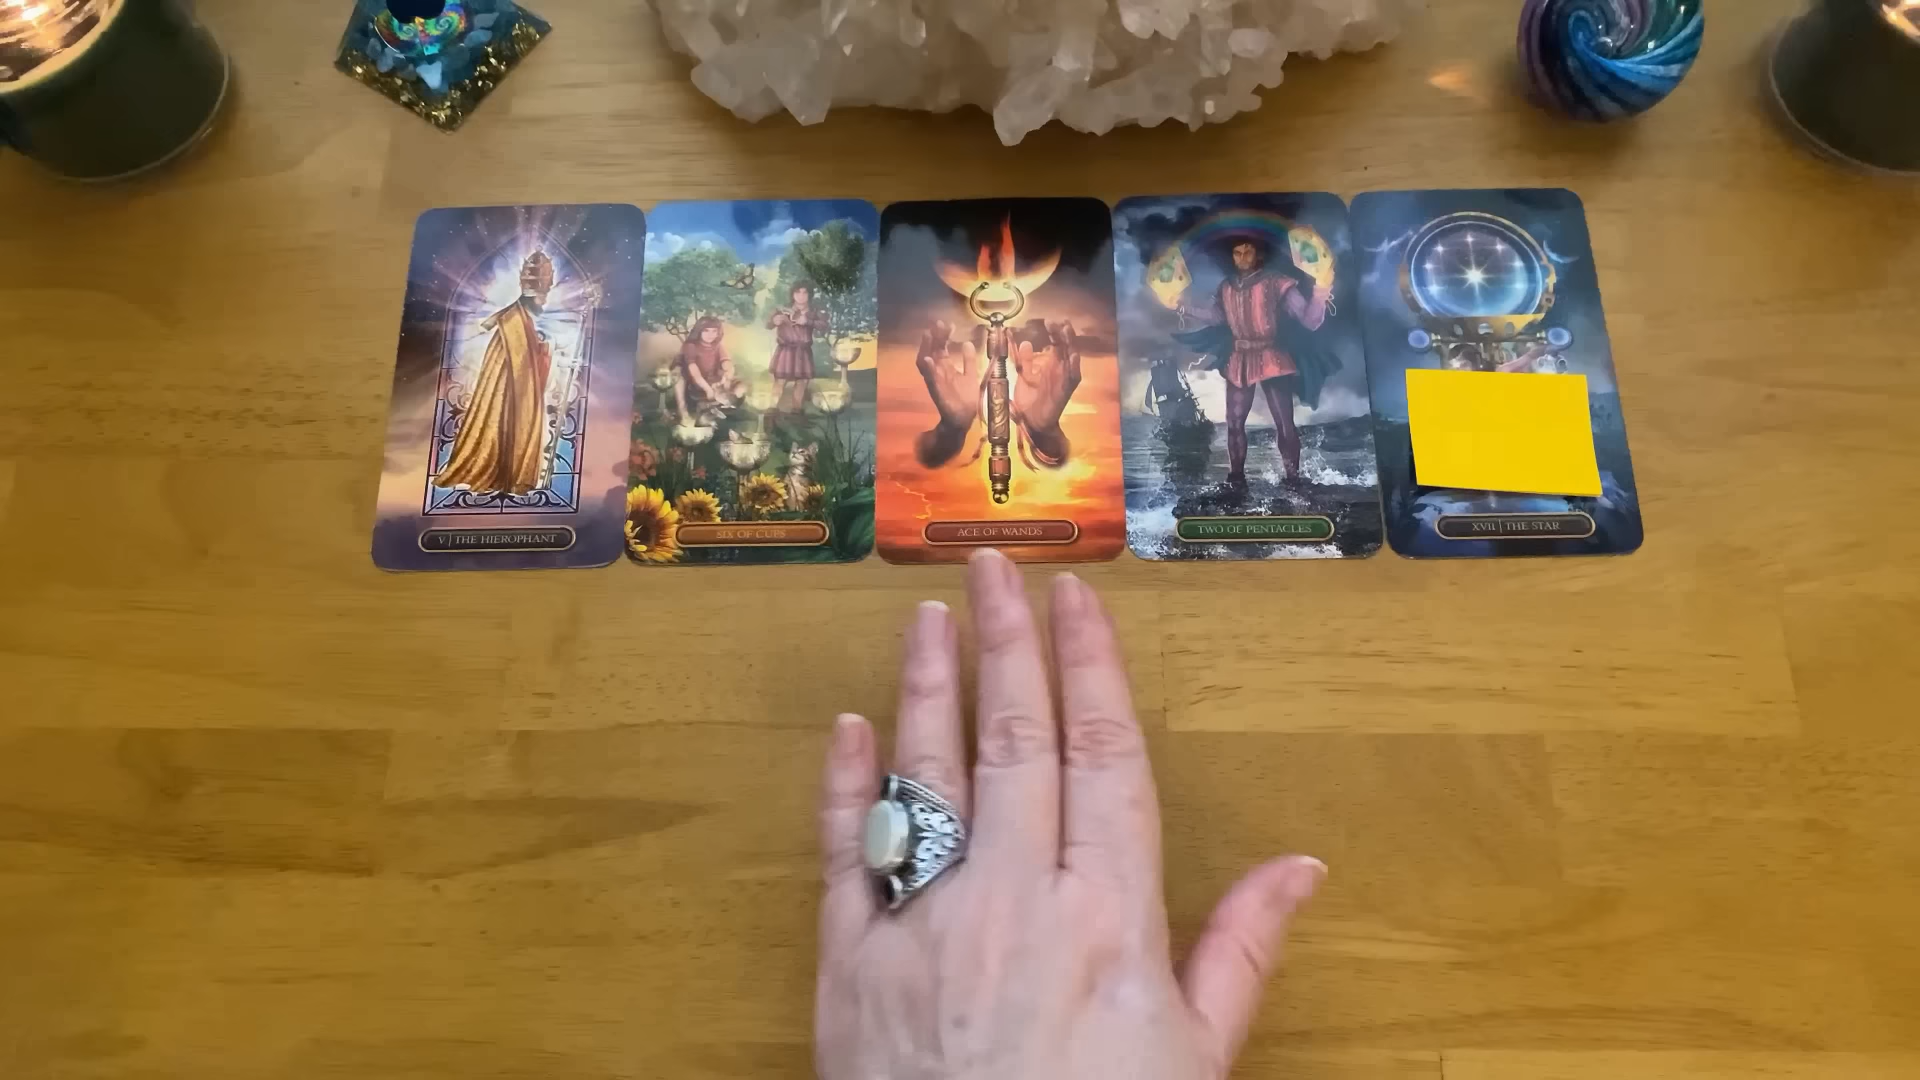 V | THE HIEROPHANT
SIX OF CUPS
ACE OF WANDS
TWO OF PENTACLES
XVII | THE STAR